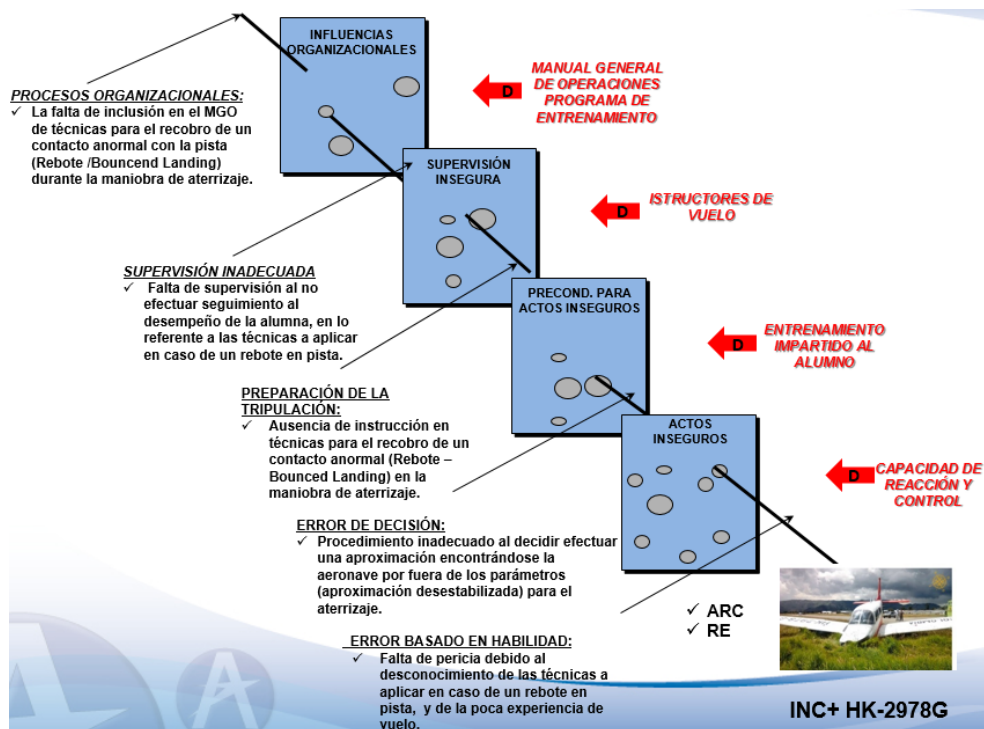 INFLUENCIAS
ORGANIZACIONALES
PROCESOS ORGANIZACIONALES:
✓ La falta de inclusión en el MGO
de técnicas para el recobro de un
contacto anormal con la pista
(Rebote /Bouncend Landing)
durante la maniobra de aterrizaje.
D
MANUAL GENERAL
DE OPERACIONES
PROGRAMA DE
ENTRENAMIENTO
SUPERVISIÓN
INSEGURA
D
ISTRUCTORES DE
VUELO
SUPERVISIÓN INADECUADA
✓ Falta de supervisión al no
efectuar seguimiento al
desempeño de la alumna, en lo
referente a las técnicas a aplicar
en caso de un rebote en pista.
PRECOND. PARA
ACTOS INSEGUROS
D
ENTRENAMIENTO
IMPARTIDO AL
ALUMNO
PREPARACIÓN DE LA
TRIPULACIÓN:
✓ Ausencia de instrucción en
técnicas para el recobro de un
contacto anormal (Rebote –
Bounced Landing) en la
maniobra de aterrizaje.
ACTOS
INSEGUROS
D
CAPACIDAD DE
REACCIÓN Y
CONTROL
ERROR DE DECISIÓN:
✓ Procedimiento inadecuado al decidir efectuar
una aproximación encontrándose la
aeronave por fuera de los parámetros
(aproximación desestabilizada) para el
aterrizaje.
✓ ARC
✓ RE
ERROR BASADO EN HABILIDAD:
✓ Falta de pericia debido al
desconocimiento de las técnicas a
aplicar en caso de un rebote en
pista, y de la poca experiencia de
vuelo.
INC+ HK-2978G